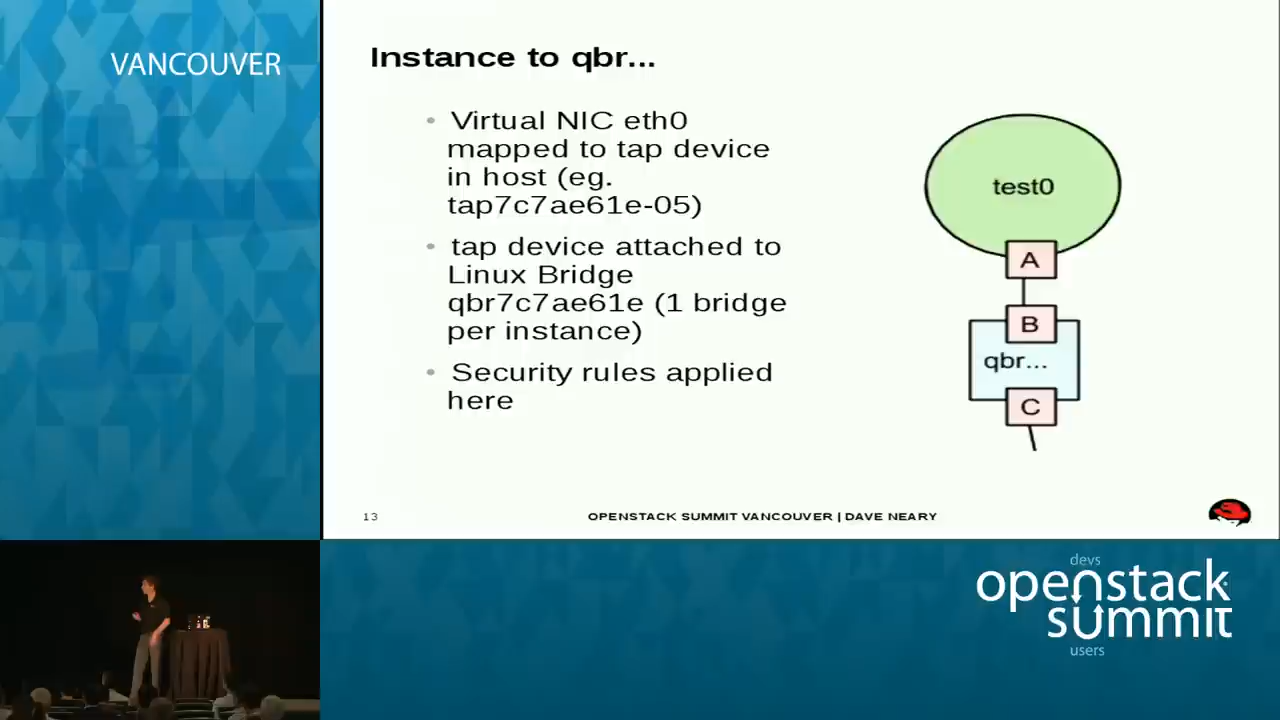 VANCOUVER
Instance to qbr...
• Virtual NIC eth0
mapped to tap device
in host (eg.
tap7c7ae61e-05)
• tap device attached to
Linux Bridge
qbr7c7ae61e (1 bridge
per instance)
• Security rules applied
here
test0
A
B
qbr...
C
13
OPENSTACK SUMMIT VANCOUVER | DAVE NEARY
devs
openstack
summit
users